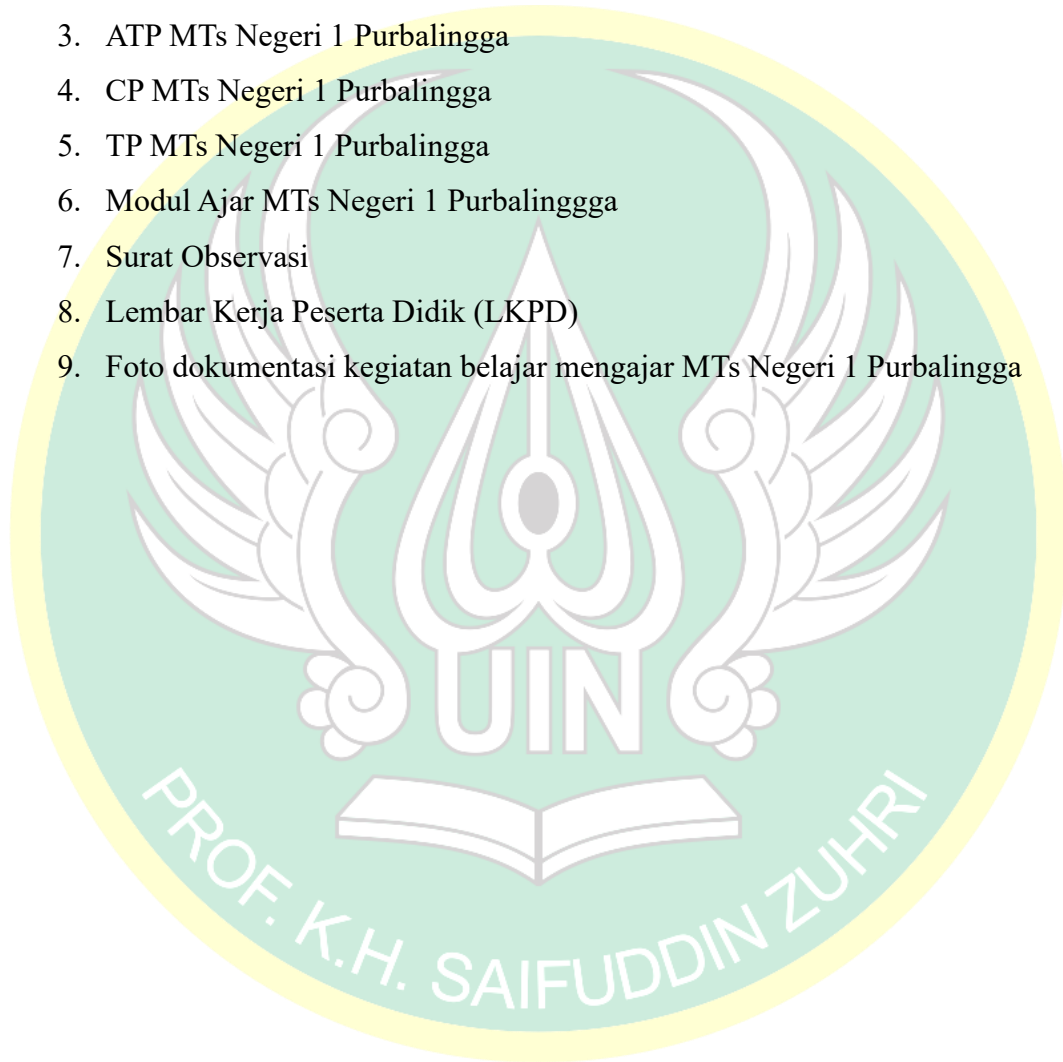 3. ATP MTs Negeri 1 Purbalingga
4. CP MTs Negeri 1 Purbalingga
5. TP MTs Negeri 1 Purbalingga
6. Modul Ajar MTs Negeri 1 Purbalinggga
7. Surat Observasi
8. Lembar Kerja Peserta Didik (LKPD)
9. Foto dokumentasi kegiatan belajar mengajar MTs Negeri 1 Purbalingga
UIN
PROF. K.H. SAIFUDDIN ZUHRI